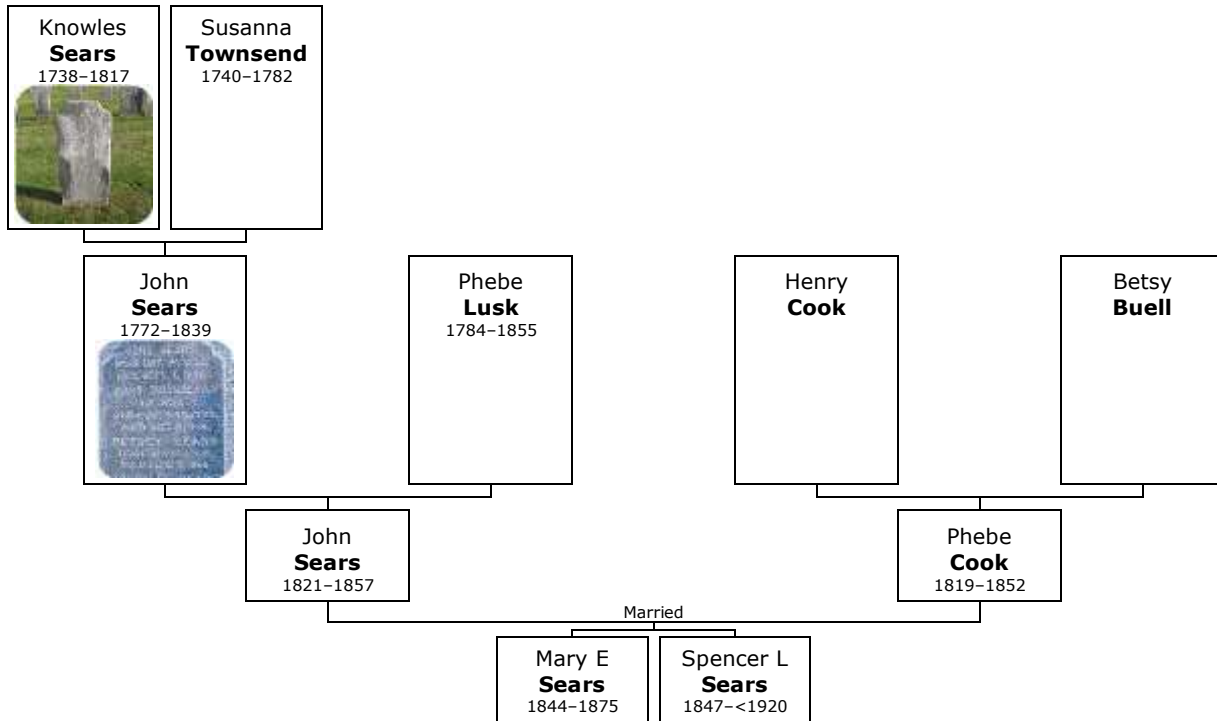 Knowles
Sears
1738–1817
Susanna
Townsend
1740–1782
John
Sears
1772–1839
Phebe
Lusk
1784–1855
Henry
Cook
Betsy
Buell
John
Sears
1821–1857
Phebe
Cook
1819–1852
Married
Mary E
Sears
1844–1875
Spencer L
Sears
1847–<1920